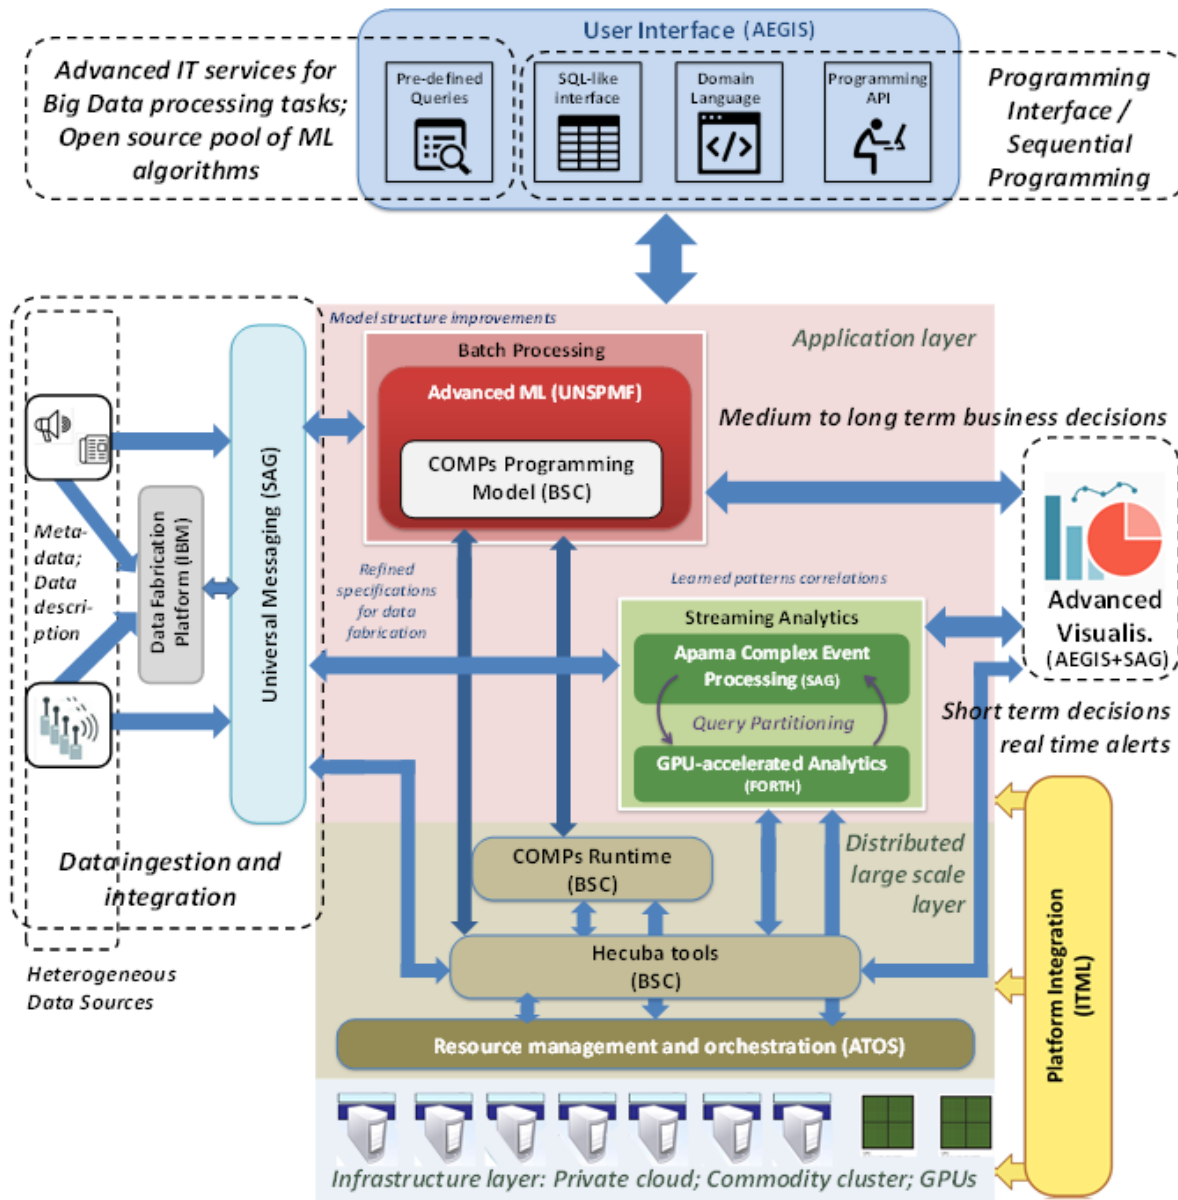 User Interface (AEGIS)
Advanced IT services for
Big Data processing tasks;
Open source pool of ML
algorithms
Pre-defined
Queries
SQL-like
interface
Domain
Language
Programming
API
Programming
Interface /
Sequential
Programming
Model structure improvements
Application layer
Batch Processing
Advanced ML (UNSPMF)
COMPs Programming
Model (BSC)
Medium to long term business decisions
Universal Messaging (SAG)
Data Fabrication
Platform (IBM)
Meta-
data;
Data
descri-
ption
Refined
specifications
for data
fabrication
Learned patterns correlations
Streaming Analytics
Apama Complex Event
Processing (SAG)
Query Partitioning
GPU-accelerated Analytics
(FORTH)
Advanced
Visualis.
(AEGIS+SAG)
Short term decisions
real time alerts
Data ingestion and
integration
COMPs Runtime
(BSC)
Distributed
large scale
layer
Hecuba tools
(BSC)
Heterogeneous
Data Sources
Platform Integration
(ITML)
Resource management and orchestration (ATOS)
Infrastructure layer: Private cloud; Commodity cluster; GPUs